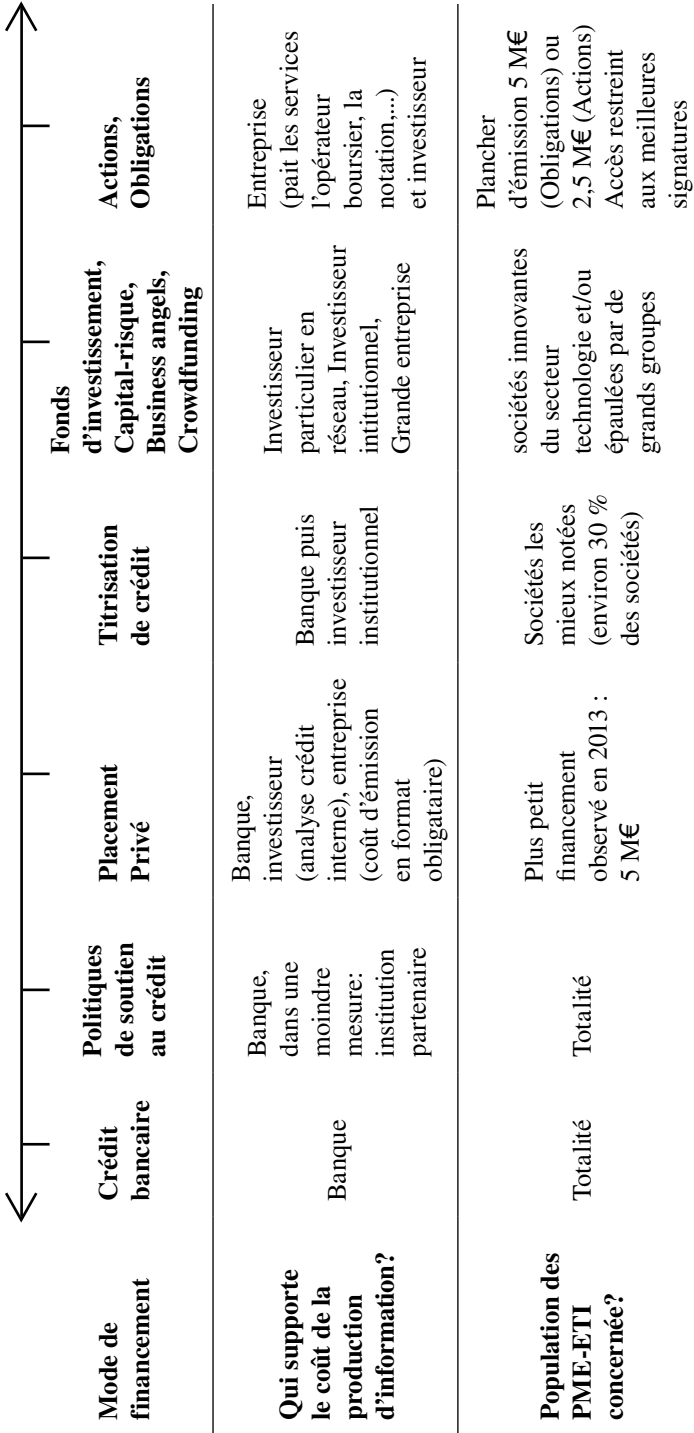 Mode de
financement
Crédit
bancaire
Politiques
de soutien
au crédit
Placement
Privé
Titrisation
de crédit
Fonds
d'investissement,
Capital-risque,
Business angels,
Crowdfunding
Actions,
Obligations
Qui supporte
le coût de la
production
d'information?
Banque
Banque,
dans une
moindre
mesure:
institution
partenaire
Banque,
investisseur
(analyse crédit
interne), entreprise
(coût d'émission
en format
obligataire)
Banque puis
investisseur
institutionnel
Investisseur
particulier en
réseau, Investisseur
intitutionnel,
Grande entreprise
Entreprise
(pait les services
l'opérateur
boursier, la
notation,...)
et investisseur
Population des
PME-ETI
concernée?
Totalité
Totalité
Plus petit
financement
observé en 2013 :
5 M€
Sociétés les
mieux notées
(environ 30 %
des sociétés)
sociétés innovantes
du secteur
technologie et/ou
épaulées par de
grands groupes
Plancher
d'émission 5 M€
(Obligations) ou
2,5 M€ (Actions)
Accès restreint
aux meilleures
signatures